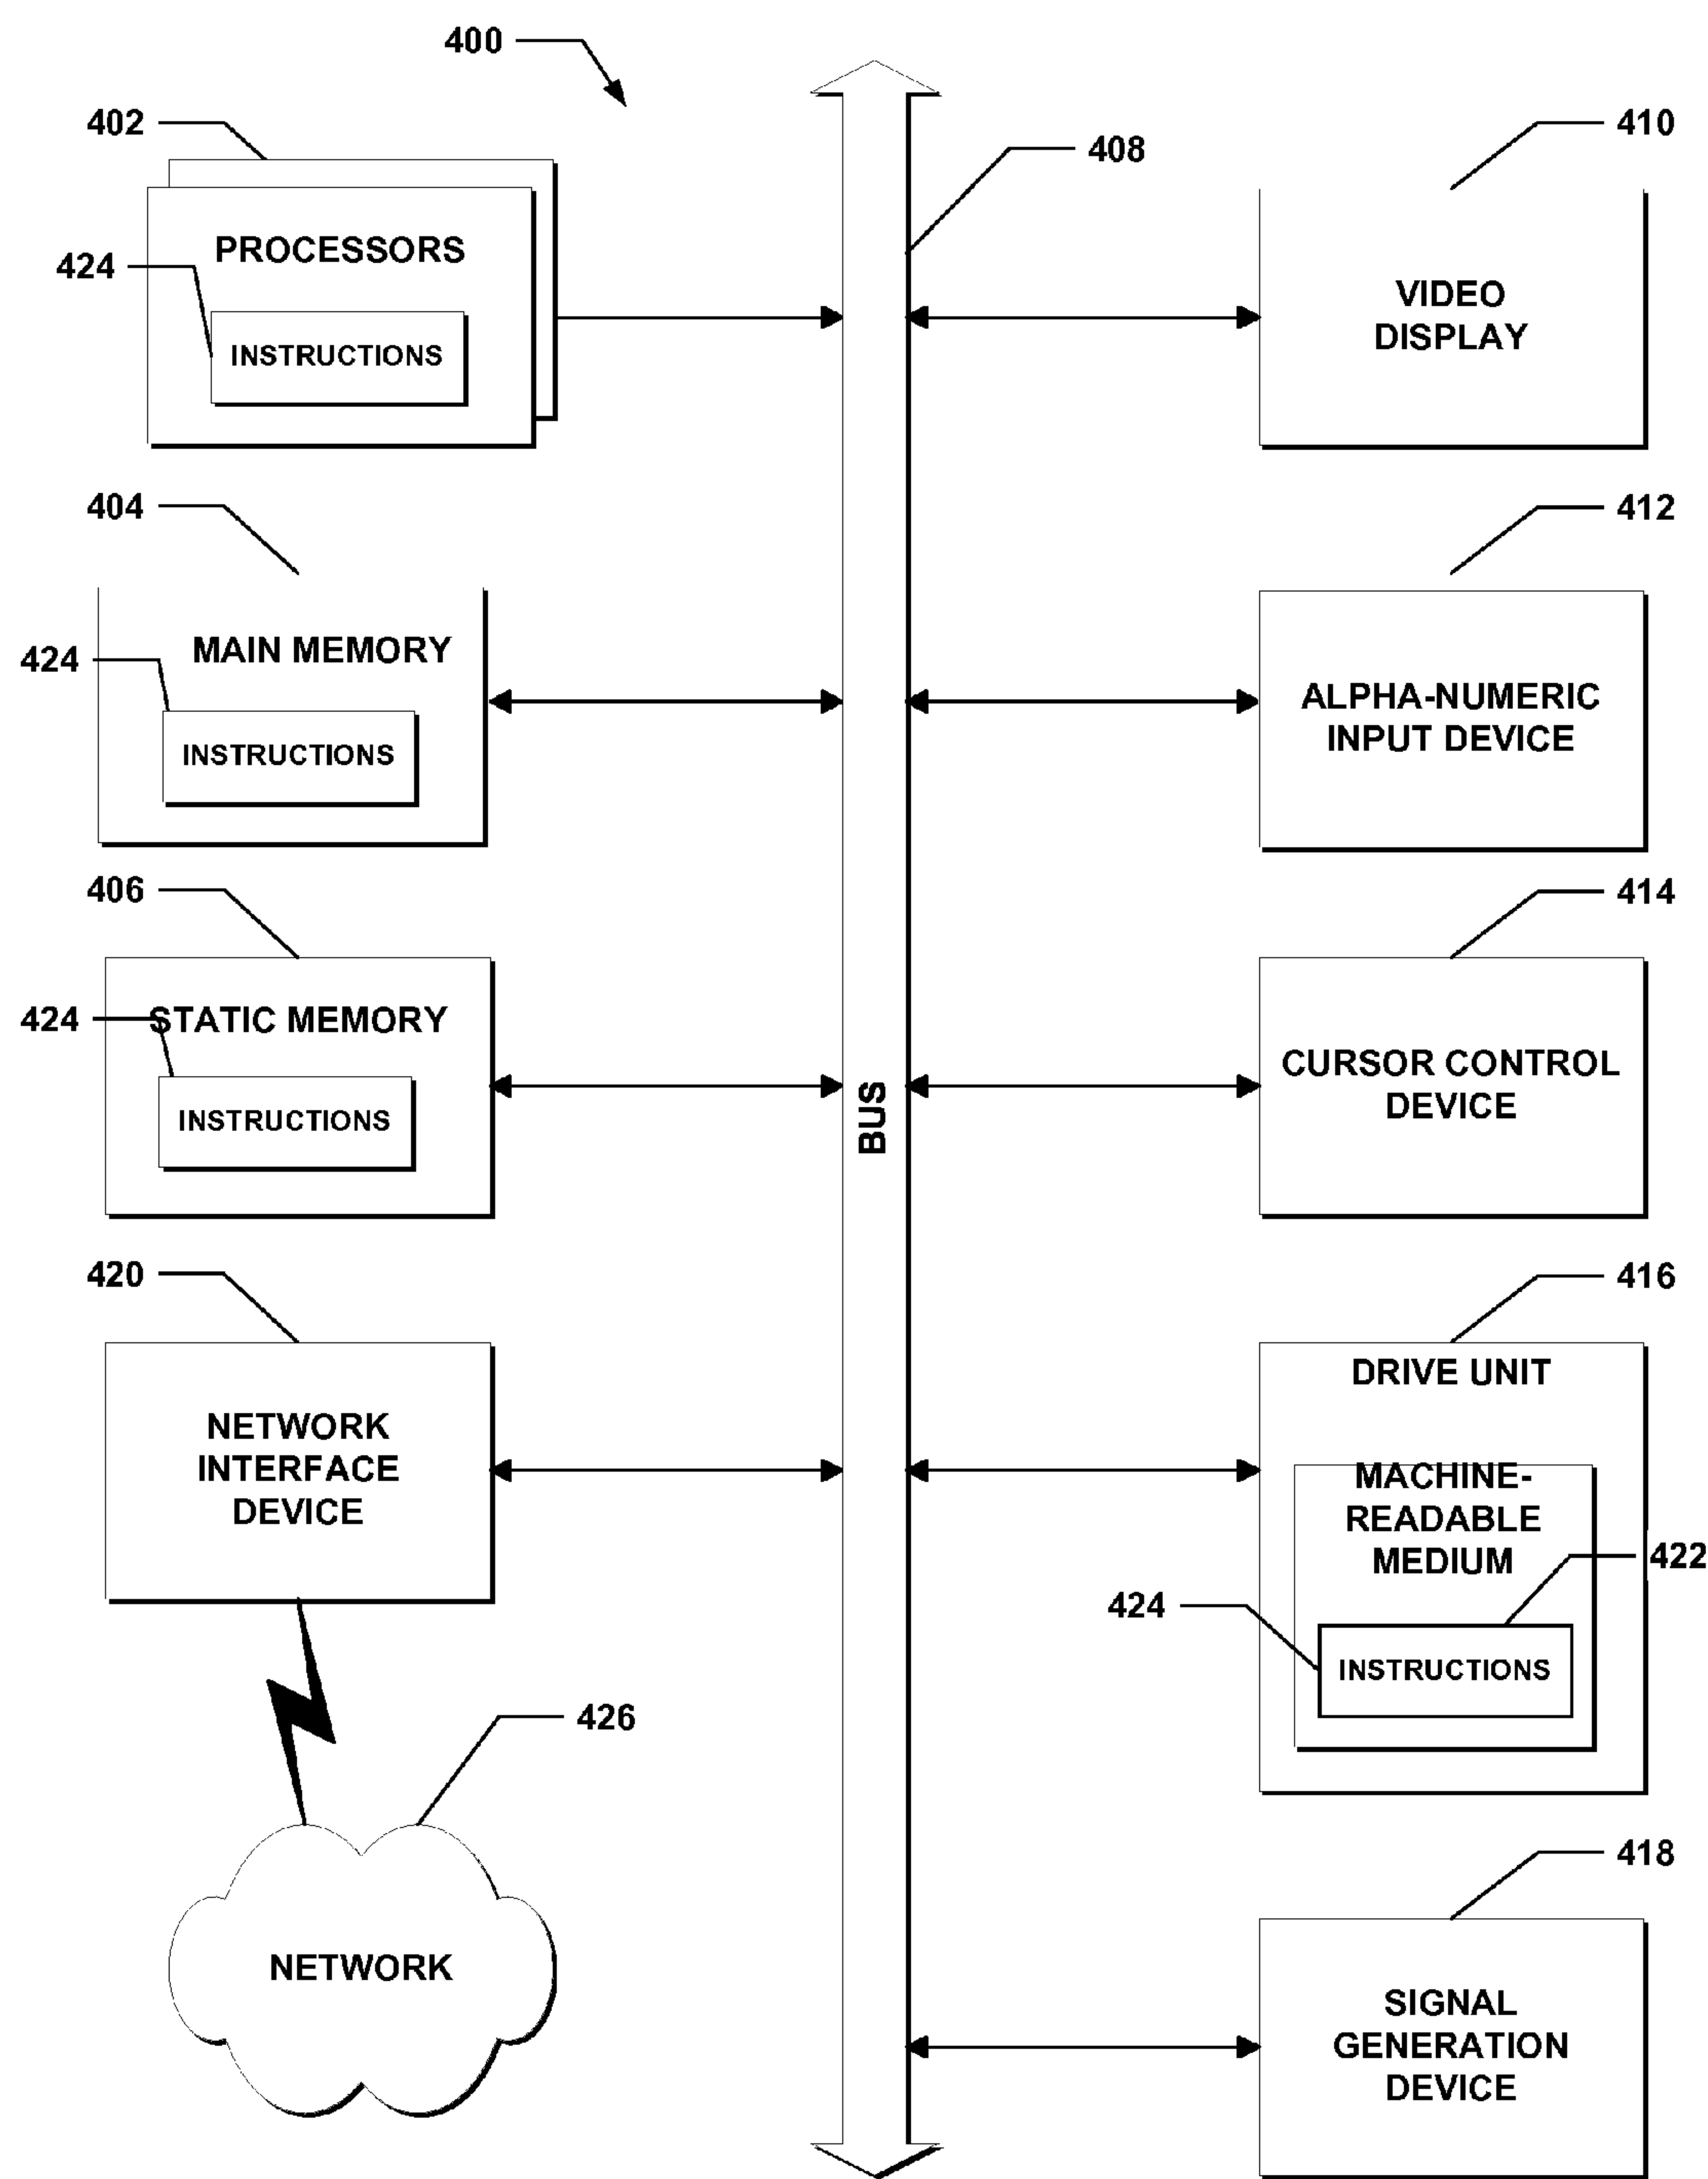 400
402
408
410
PROCESSORS
424
INSTRUCTIONS
VIDEO
DISPLAY
404
412
MAIN MEMORY
424
INSTRUCTIONS
ALPHA-NUMERIC
INPUT DEVICE
406
414
STATIC MEMORY
424
INSTRUCTIONS
CURSOR CONTROL
DEVICE
BUS
420
416
NETWORK
INTERFACE
DEVICE
DRIVE UNIT
MACHINE-
READABLE
MEDIUM
422
424
INSTRUCTIONS
426
NETWORK
418
SIGNAL
GENERATION
DEVICE